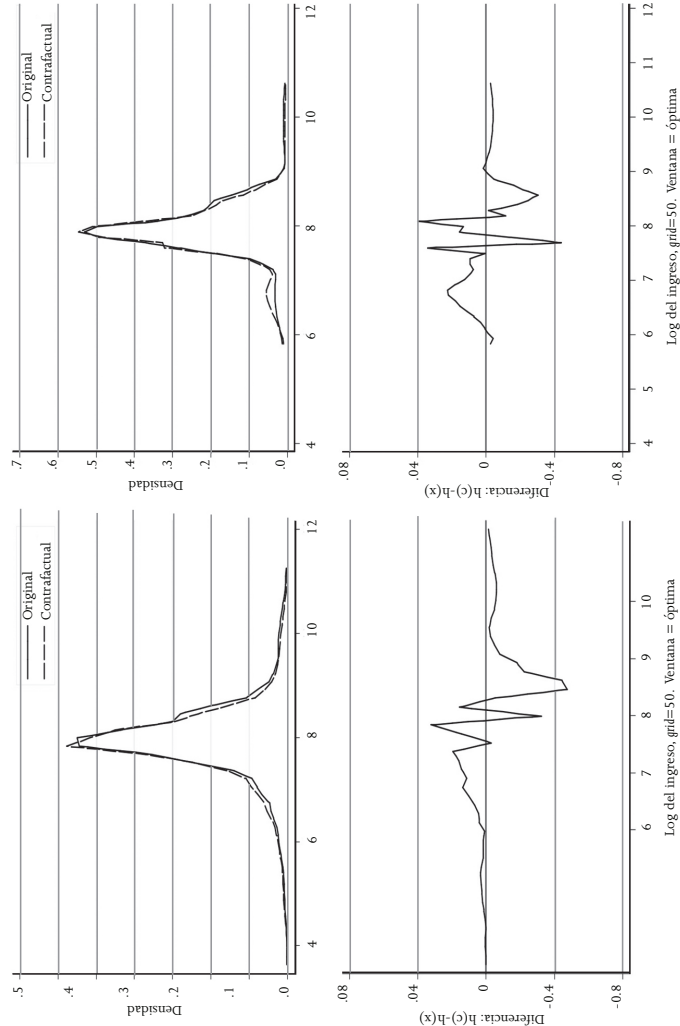 Original
Contrafactual
Densidad
.5
.4
.3
.2
.1
.0
4 6 8 10 12
Original
Contrafactual
Densidad
.7
.6
.5
.4
.3
.2
.1
.0
4 6 8 10 12
Diferencia: h(c)-h(x)
.08
.04
0
-0.4
-0.8
6 7 8 9 10
Log del ingreso, grid=50. Ventana = óptima
Diferencia: h(c)-h(x)
.08
.04
0
-0.4
-0.8
4 5 6 7 8 9 10 11 12
Log del ingreso, grid=50. Ventana = óptima